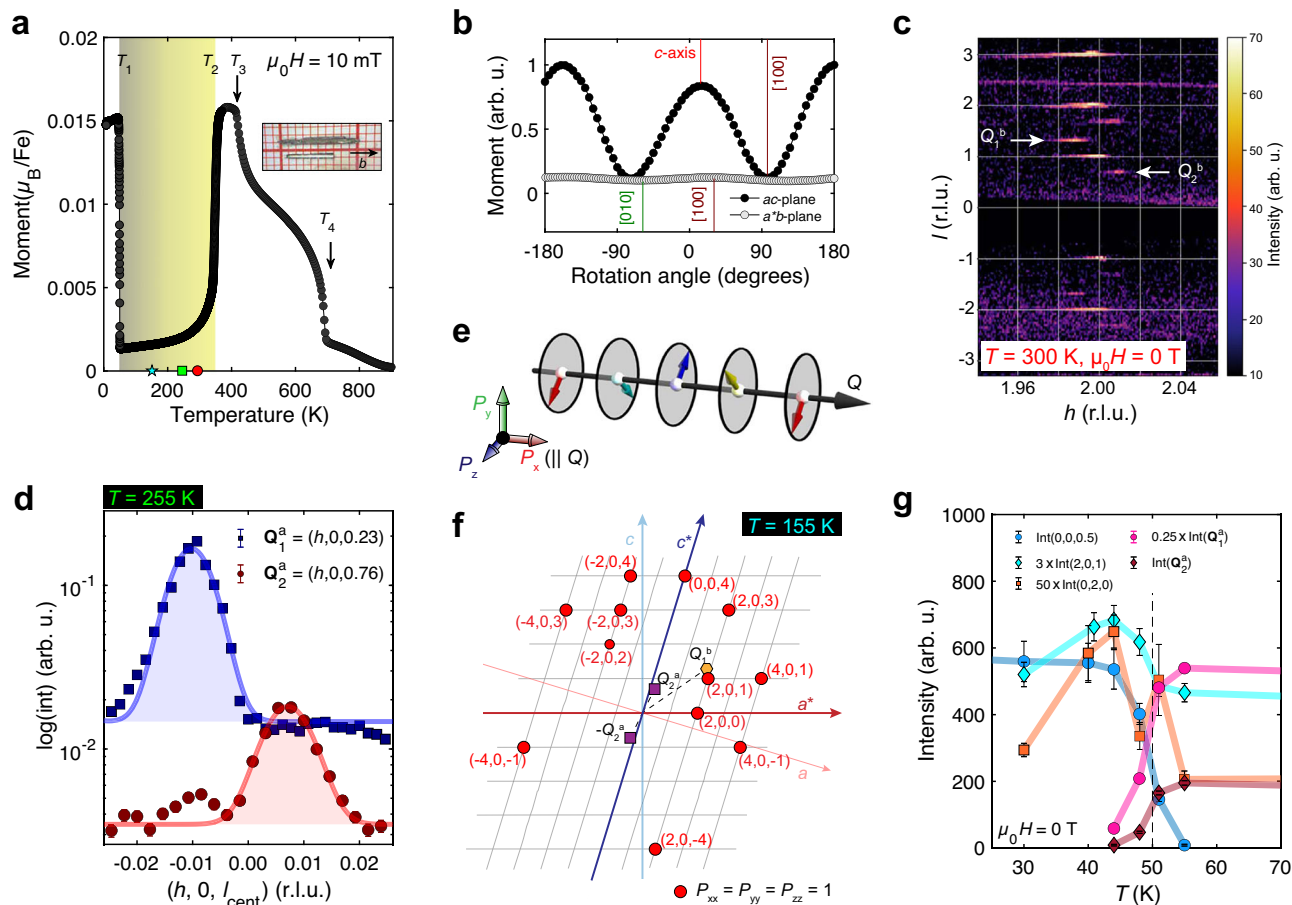 a
0.02
0.015
0.01
0.005
0
Moment(μB/Fe)
T1
T2
T3
T4
μ0H = 10 mT
b
0
200
400
600
800
Temperature (K)
b
1
0.5
0
Moment (arb. u.)
c-axis
[100]
[010]
[100]
ac-plane
a*b-plane
-180
-90
0
90
180
Rotation angle (degrees)
c
3
2
1
0
-1
-2
-3
l (r.l.u.)
Q1b
Q2b
T = 300 K, μ0H = 0 T
1.96
2.00
2.04
h (r.l.u.)
70
60
50
40
30
20
10
Intensity (arb. u.)
e
Q
Py
Px (|| Q)
Pz
d
T = 255 K
Q1a = (h,0,0.23)
Q2a = (h,0,0.76)
10-1
10-2
log(int) (arb. u.)
-0.02
-0.01
0.00
0.01
0.02
(h, 0, lcent) (r.l.u.)
f
T = 155 K
c
c*
(-2,0,4)
(0,0,4)
(-4,0,3)
(-2,0,3)
(2,0,3)
(-2,0,2)
Q1b
(4,0,1)
Q2a
(2,0,1)
a*
(2,0,0)
-Q2a
(-4,0,-1)
(4,0,-1)
a
(2,0,-4)
Pxx = Pyy = Pzz = 1
g
1000
800
600
400
200
0
Intensity (arb. u.)
Int(0,0,0.5)
3 x Int(2,0,1)
50 x Int(0,2,0)
0.25 x Int(Q1a)
Int(Q2a)
μ0H = 0 T
30
40
50
60
70
T (K)